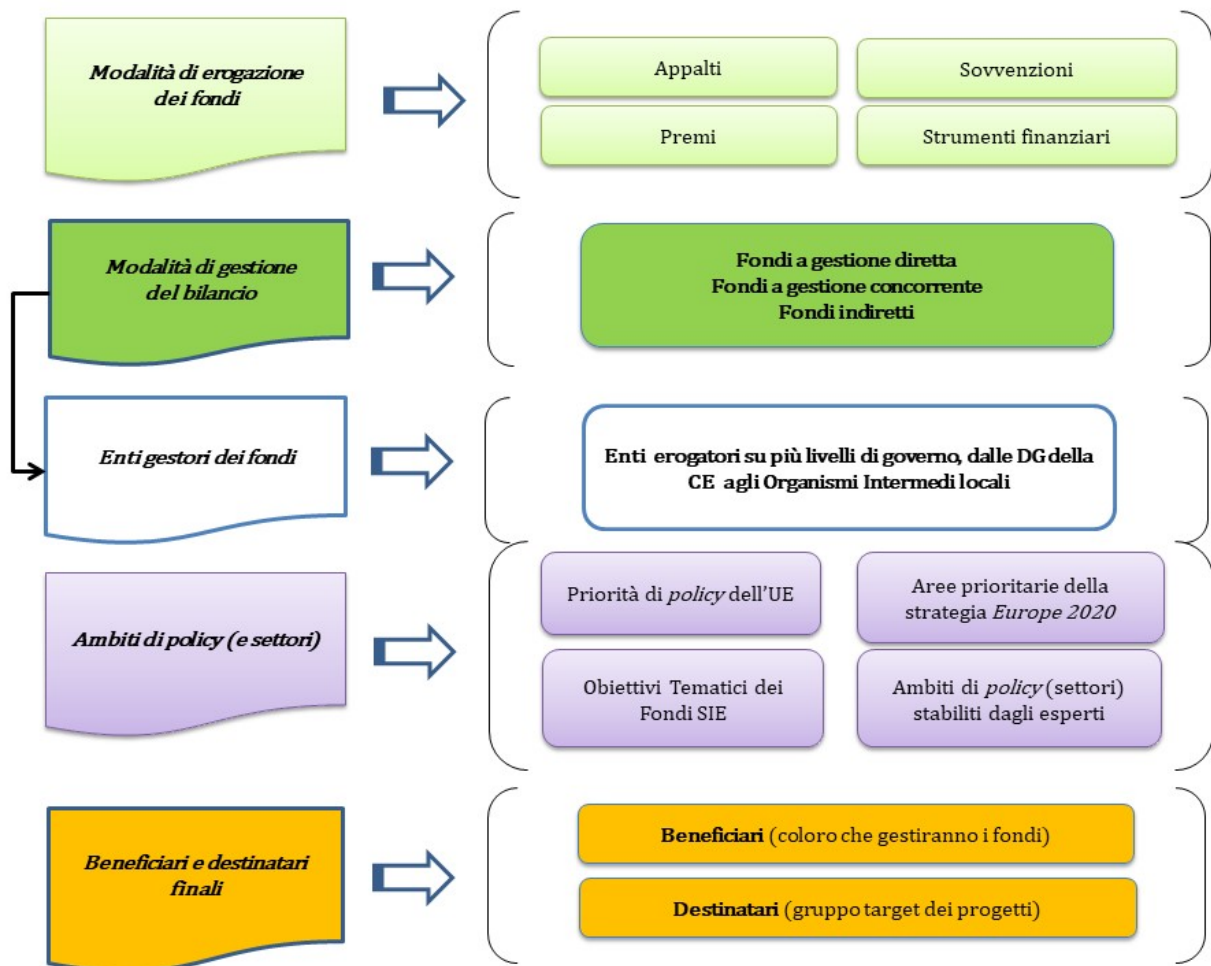 Modalità di erogazione
dei fondi
Appalti
Sovvenzioni
Premi
Strumenti finanziari
Modalità di gestione
del bilancio
Fondi a gestione diretta
Fondi a gestione concorrente
Fondi indiretti
Enti gestori dei fondi
Enti erogatori su più livelli di governo, dalle DG della
CE agli Organismi Intermedi locali
Ambiti di policy (e settori)
Priorità di policy dell’UE
Aree prioritarie della
strategia Europe 2020
Obiettivi Tematici dei
Fondi SIE
Ambiti di policy (settori)
stabiliti dagli esperti
Beneficiari e destinatari
finali
Beneficiari (coloro che gestiranno i fondi)
Destinatari (gruppo target dei progetti)